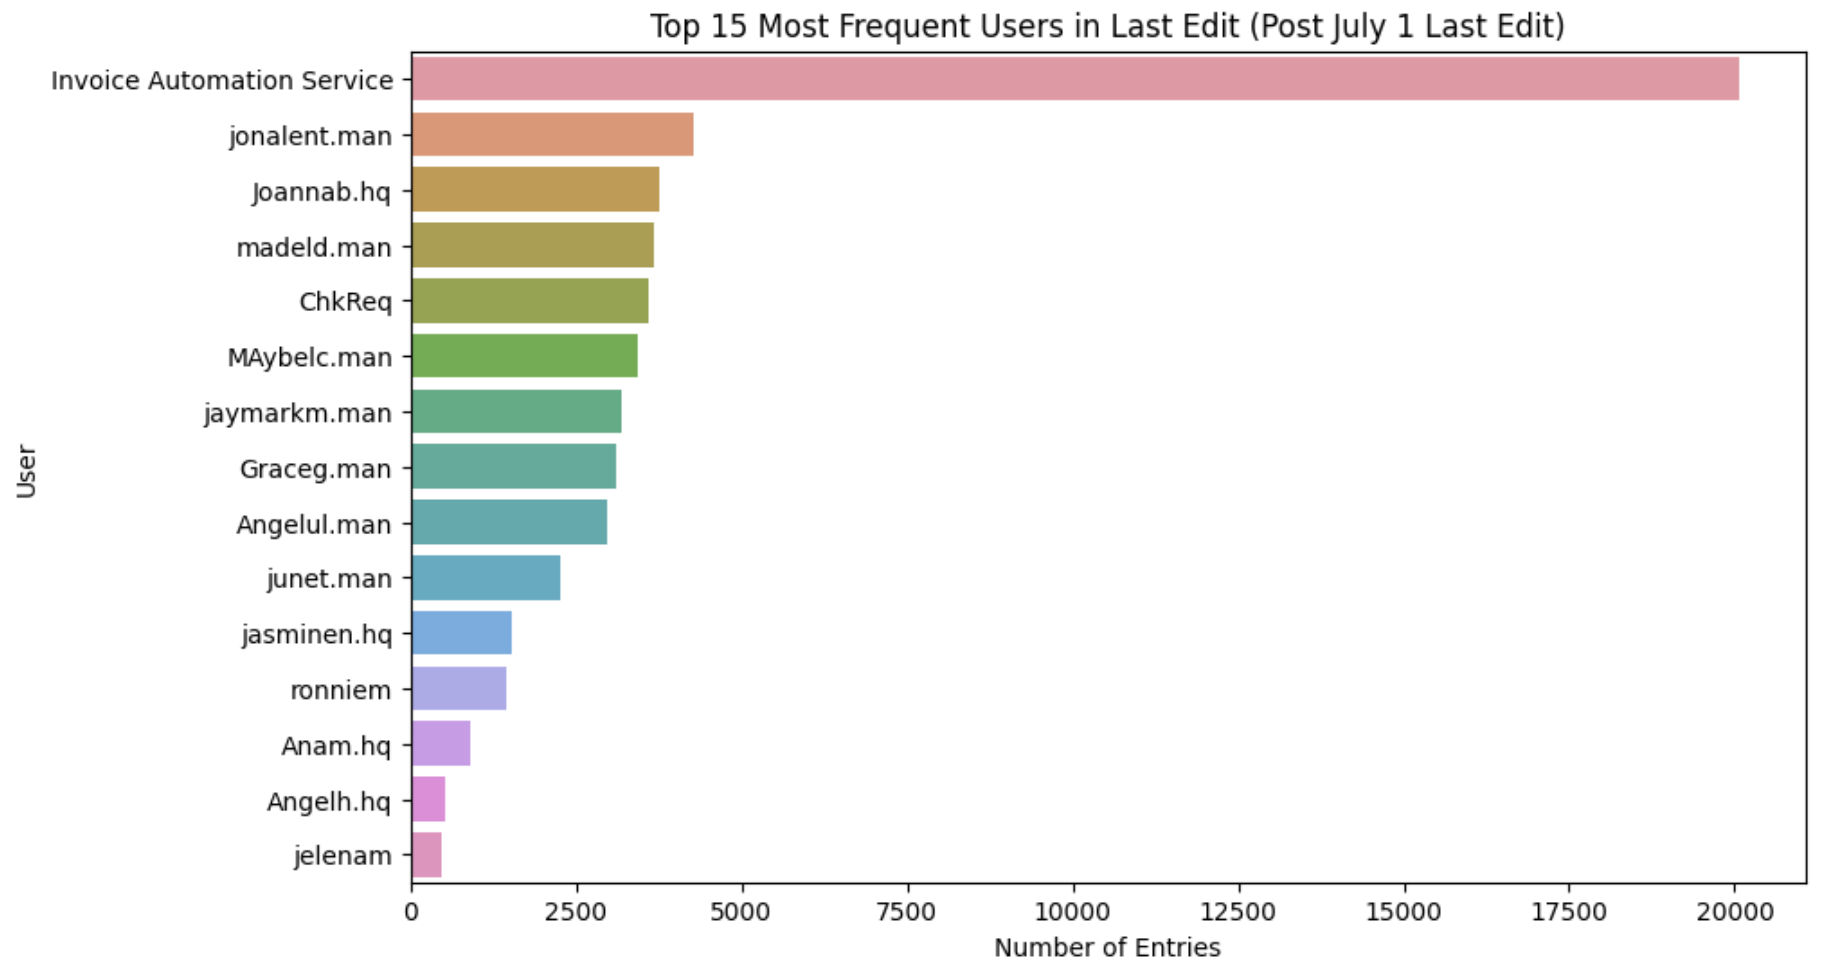 Top 15 Most Frequent Users in Last Edit (Post July 1 Last Edit)
Invoice Automation Service
jonalent.man
Joannab.hq
madeld.man
ChkReq
MAybelc.man
jaymarkm.man
Graceg.man
Angelul.man
junet.man
jasminen.hq
ronniem
Anam.hq
Angelh.hq
jelenam
User
0 2500 5000 7500 10000 12500 15000 17500 20000
Number of Entries